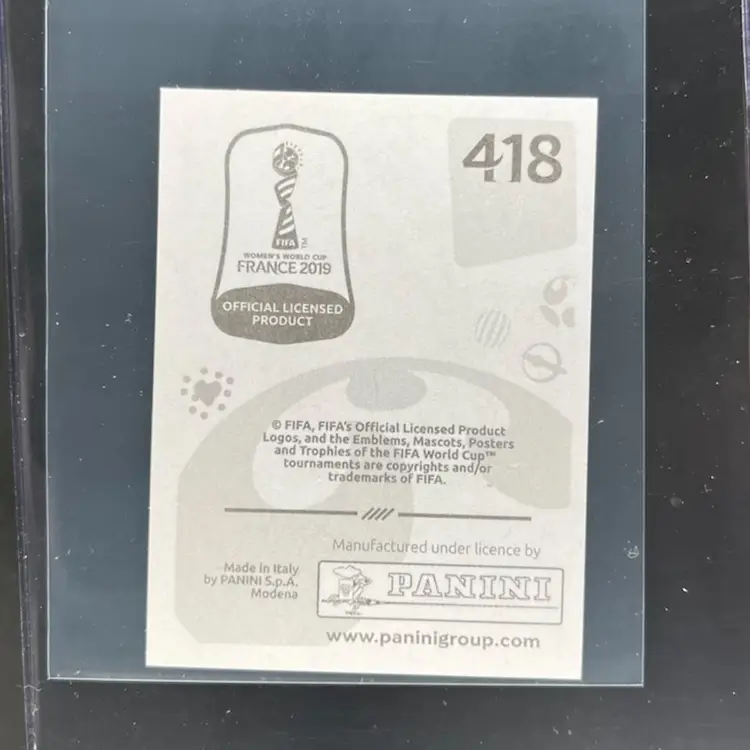 418
FIFA
TM
WOMEN'S WORLD CUP
FRANCE 2019
OFFICIAL LICENSED
PRODUCT
© FIFA, FIFA's Official Licensed Product
Logos, and the Emblems, Mascots, Posters
and Trophies of the FIFA World Cup™
tournaments are copyrights and/or
trademarks of FIFA.
Manufactured under licence by
Made in Italy
by PANINI S.p.A.
Modena
PANINI
www.paninigroup.com